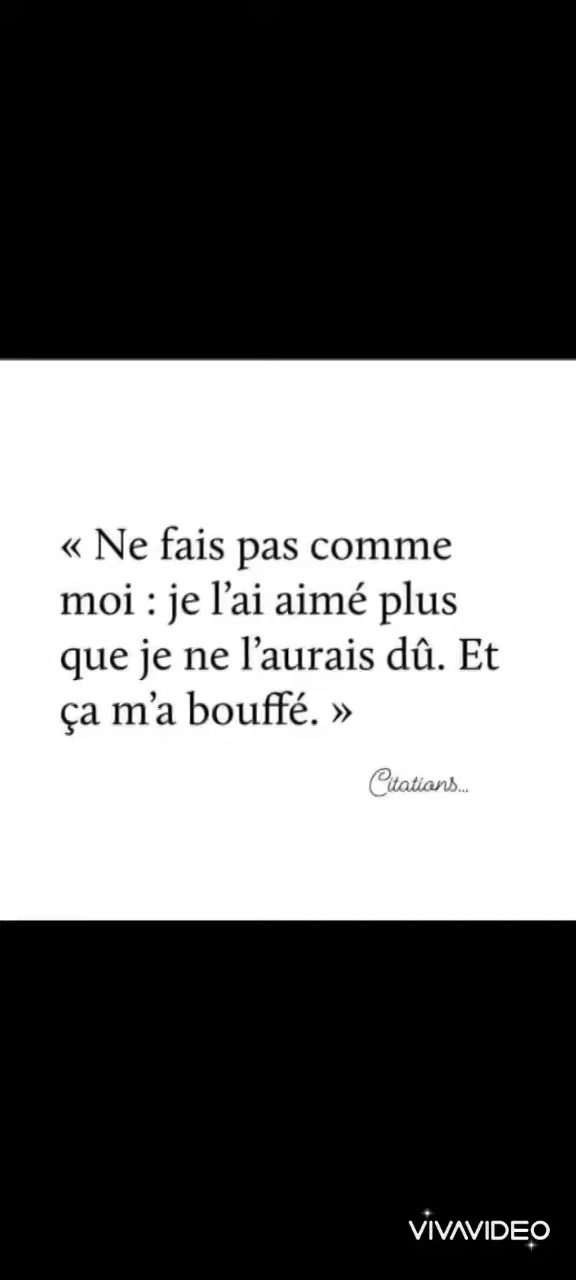 « Ne fais pas comme
moi : je l’ai aimé plus
que je ne l’aurais dû. Et
ça m’a bouffé. »
Citations...
VIVAVIDEO